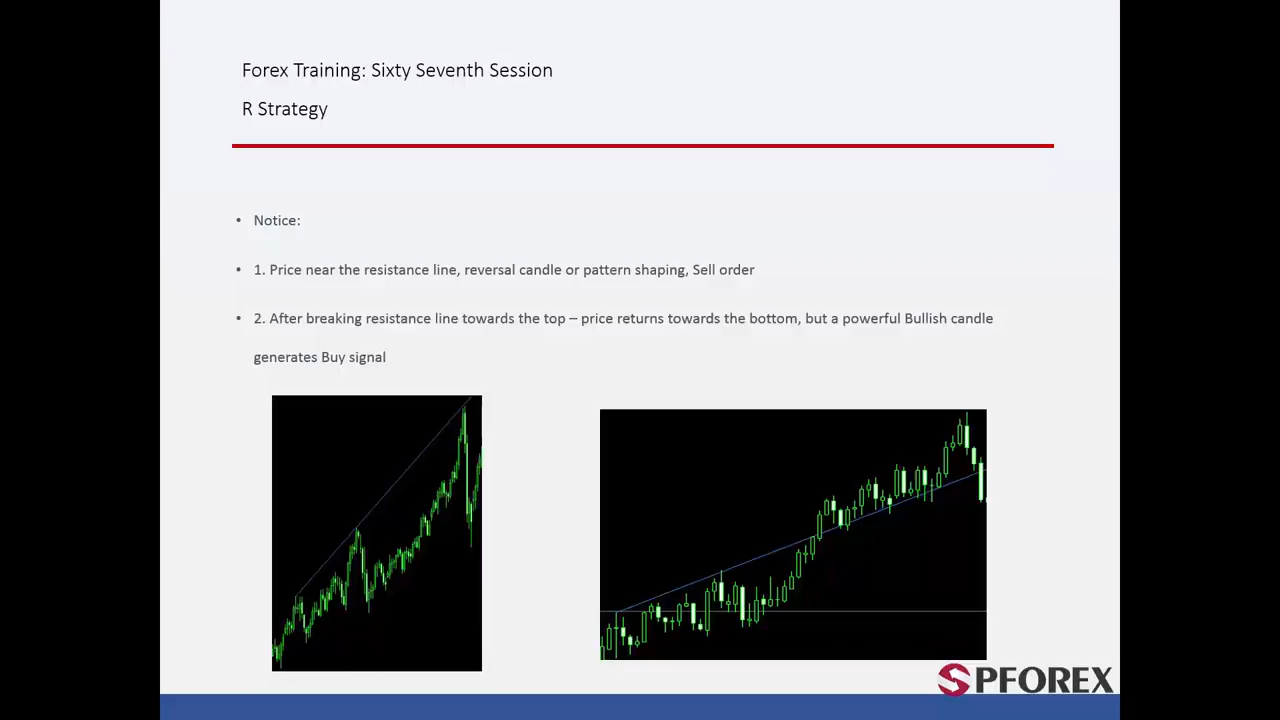 Forex Training: Sixty Seventh Session
R Strategy
• Notice:
• 1. Price near the resistance line, reversal candle or pattern shaping, Sell order
• 2. After breaking resistance line towards the top – price returns towards the bottom, but a powerful Bullish candle
generates Buy signal
SPFOREX